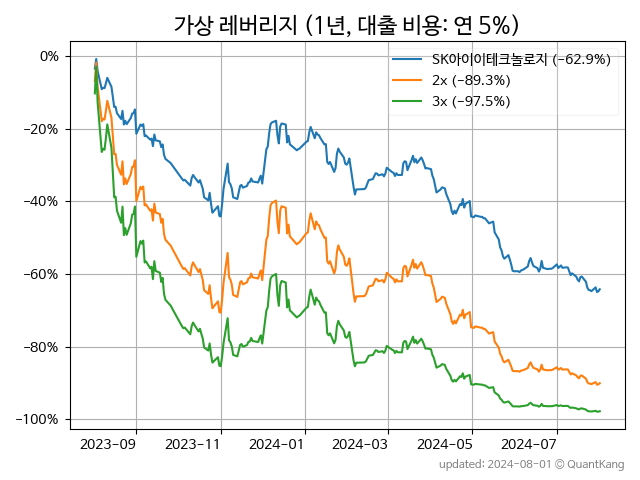 가상 레버리지 (1년, 대출 비용: 연 5%)
SK아이이테크놀로지 (−62.9%)
2x (−89.3%)
3x (−97.5%)
0%
−20%
−40%
−60%
−80%
−100%
2023-09 2023-11 2024-01 2024-03 2024-05 2024-07
updated: 2024-08-01 © QuantKang